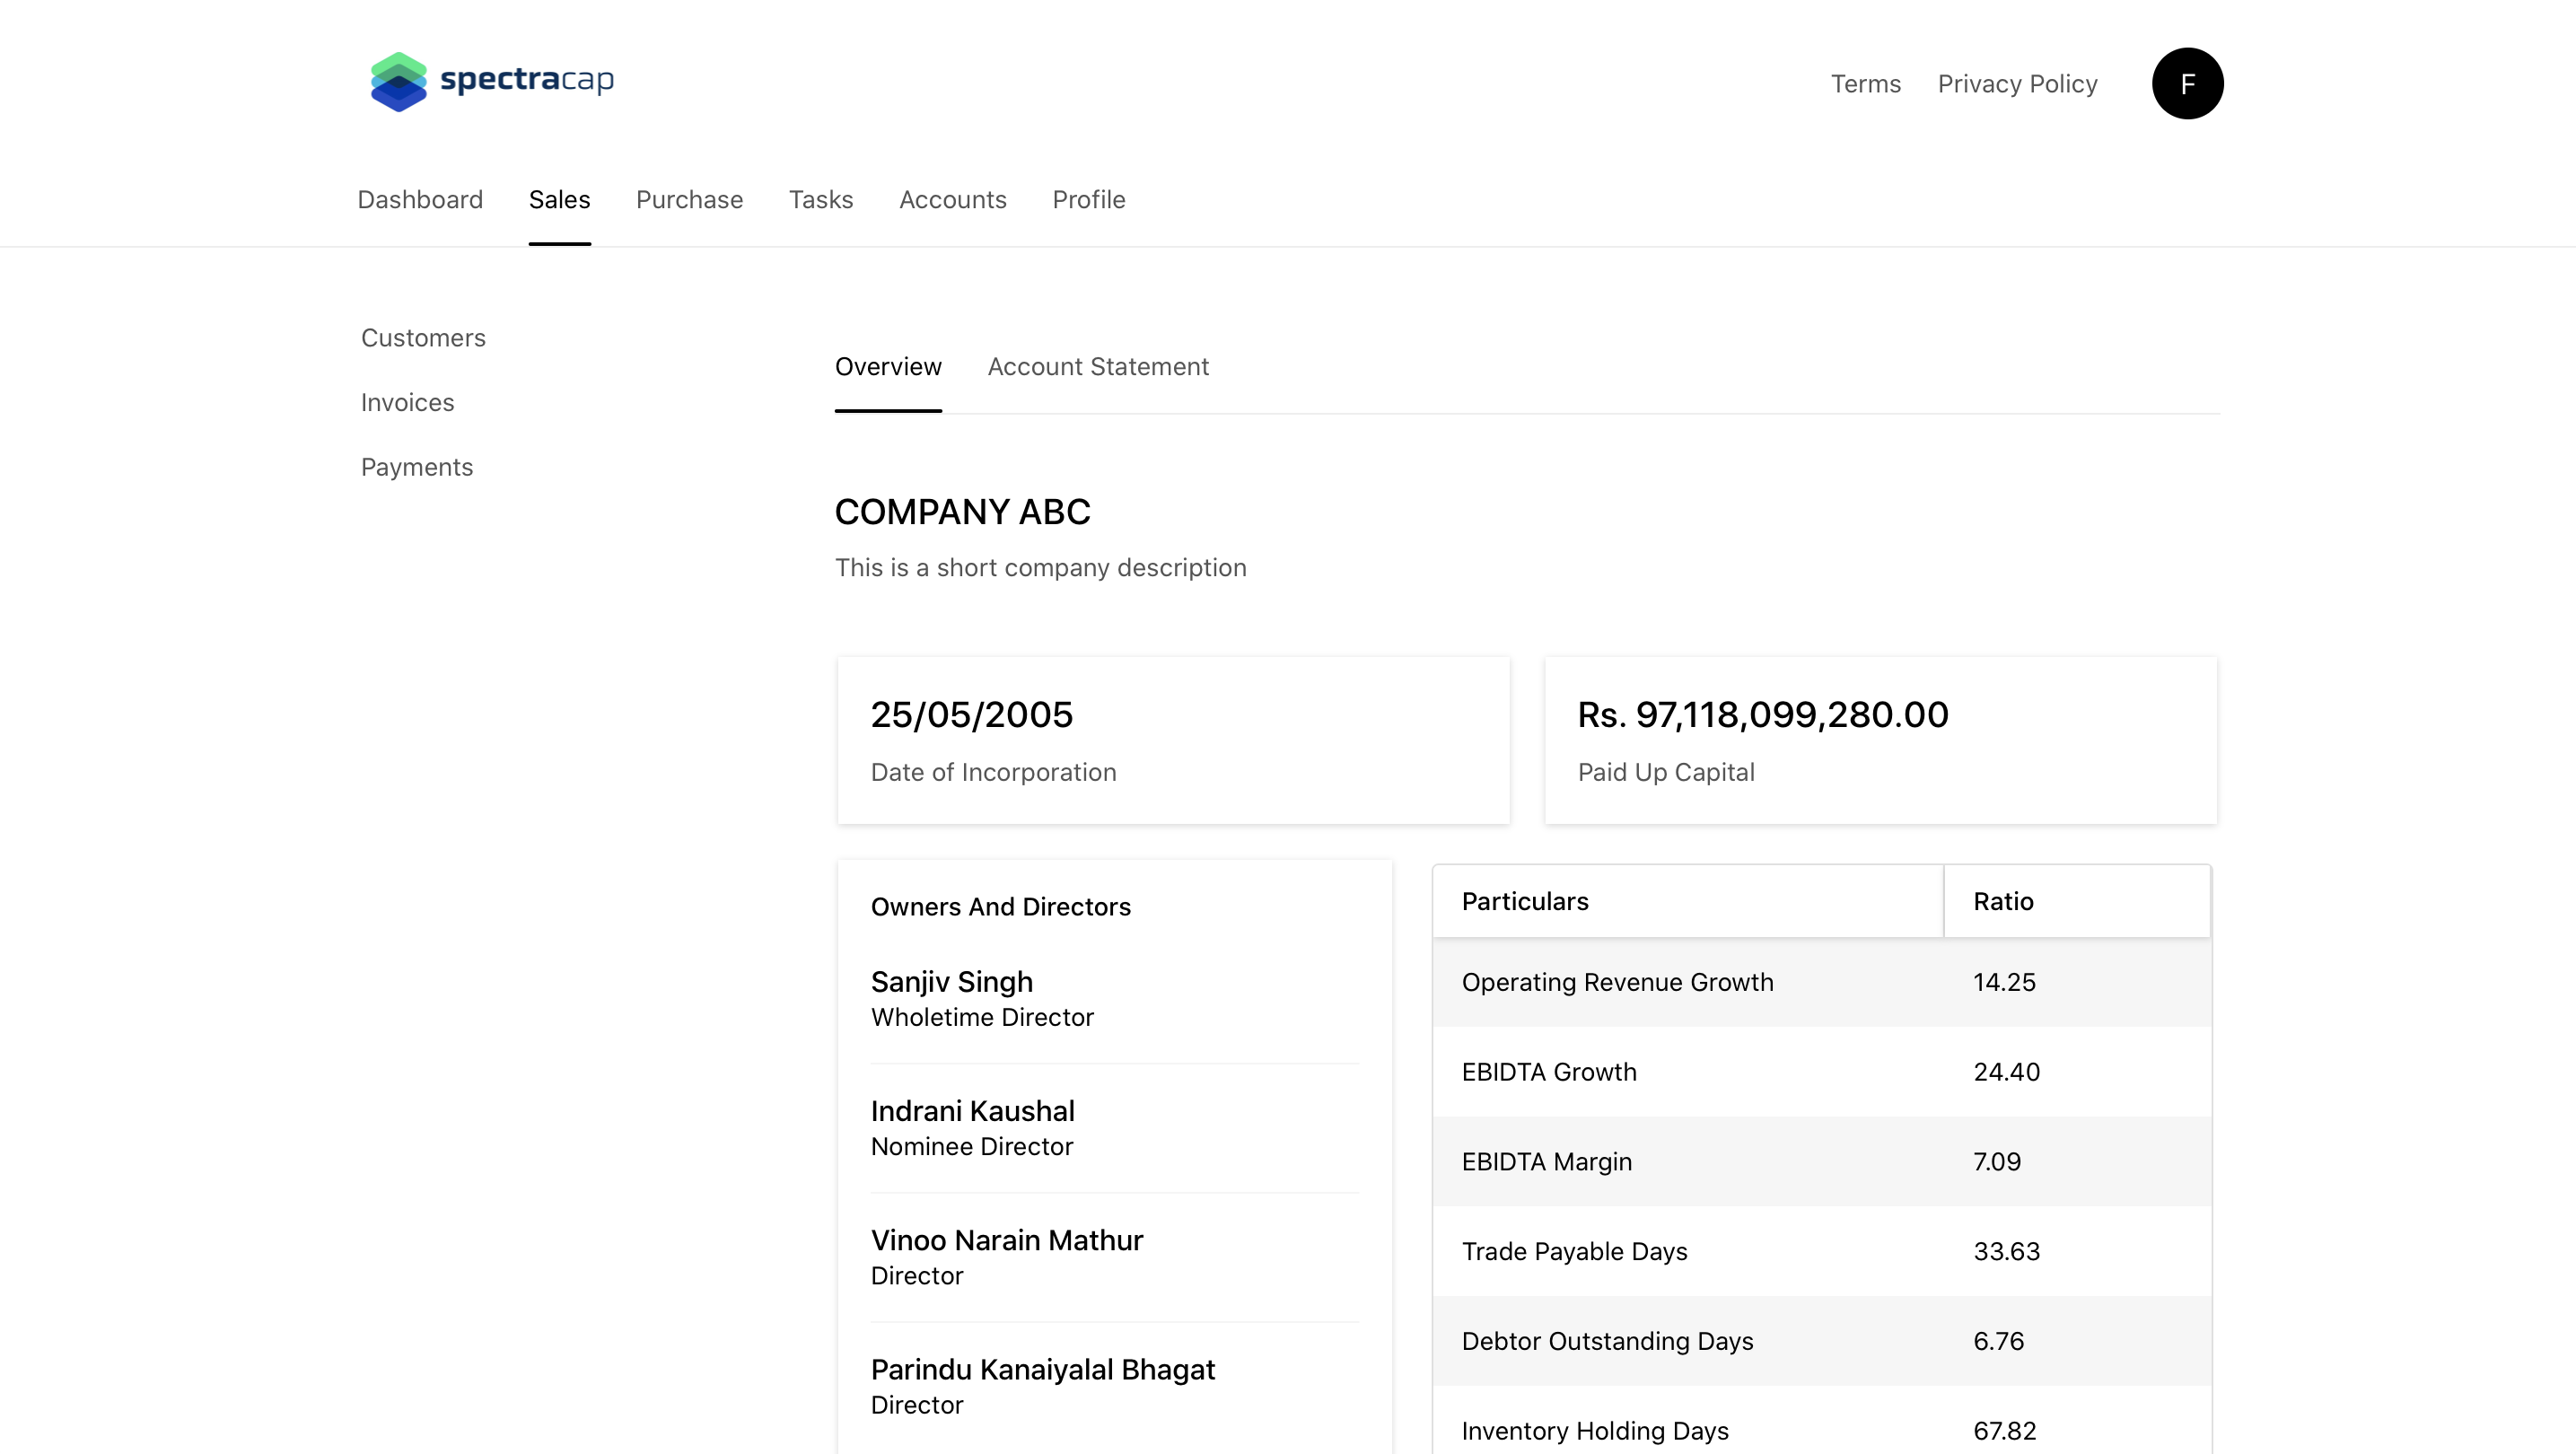 spectracap
Terms Privacy Policy F
Dashboard Sales Purchase Tasks Accounts Profile
Customers
Invoices
Payments
Overview Account Statement
COMPANY ABC
This is a short company description
25/05/2005
Date of Incorporation
Rs. 97,118,099,280.00
Paid Up Capital
Owners And Directors
Sanjiv Singh
Wholetime Director
Indrani Kaushal
Nominee Director
Vinoo Narain Mathur
Director
Parindu Kanaiyalal Bhagat
Director
Particulars Ratio
Operating Revenue Growth 14.25
EBIDTA Growth 24.40
EBIDTA Margin 7.09
Trade Payable Days 33.63
Debtor Outstanding Days 6.76
Inventory Holding Days 67.82